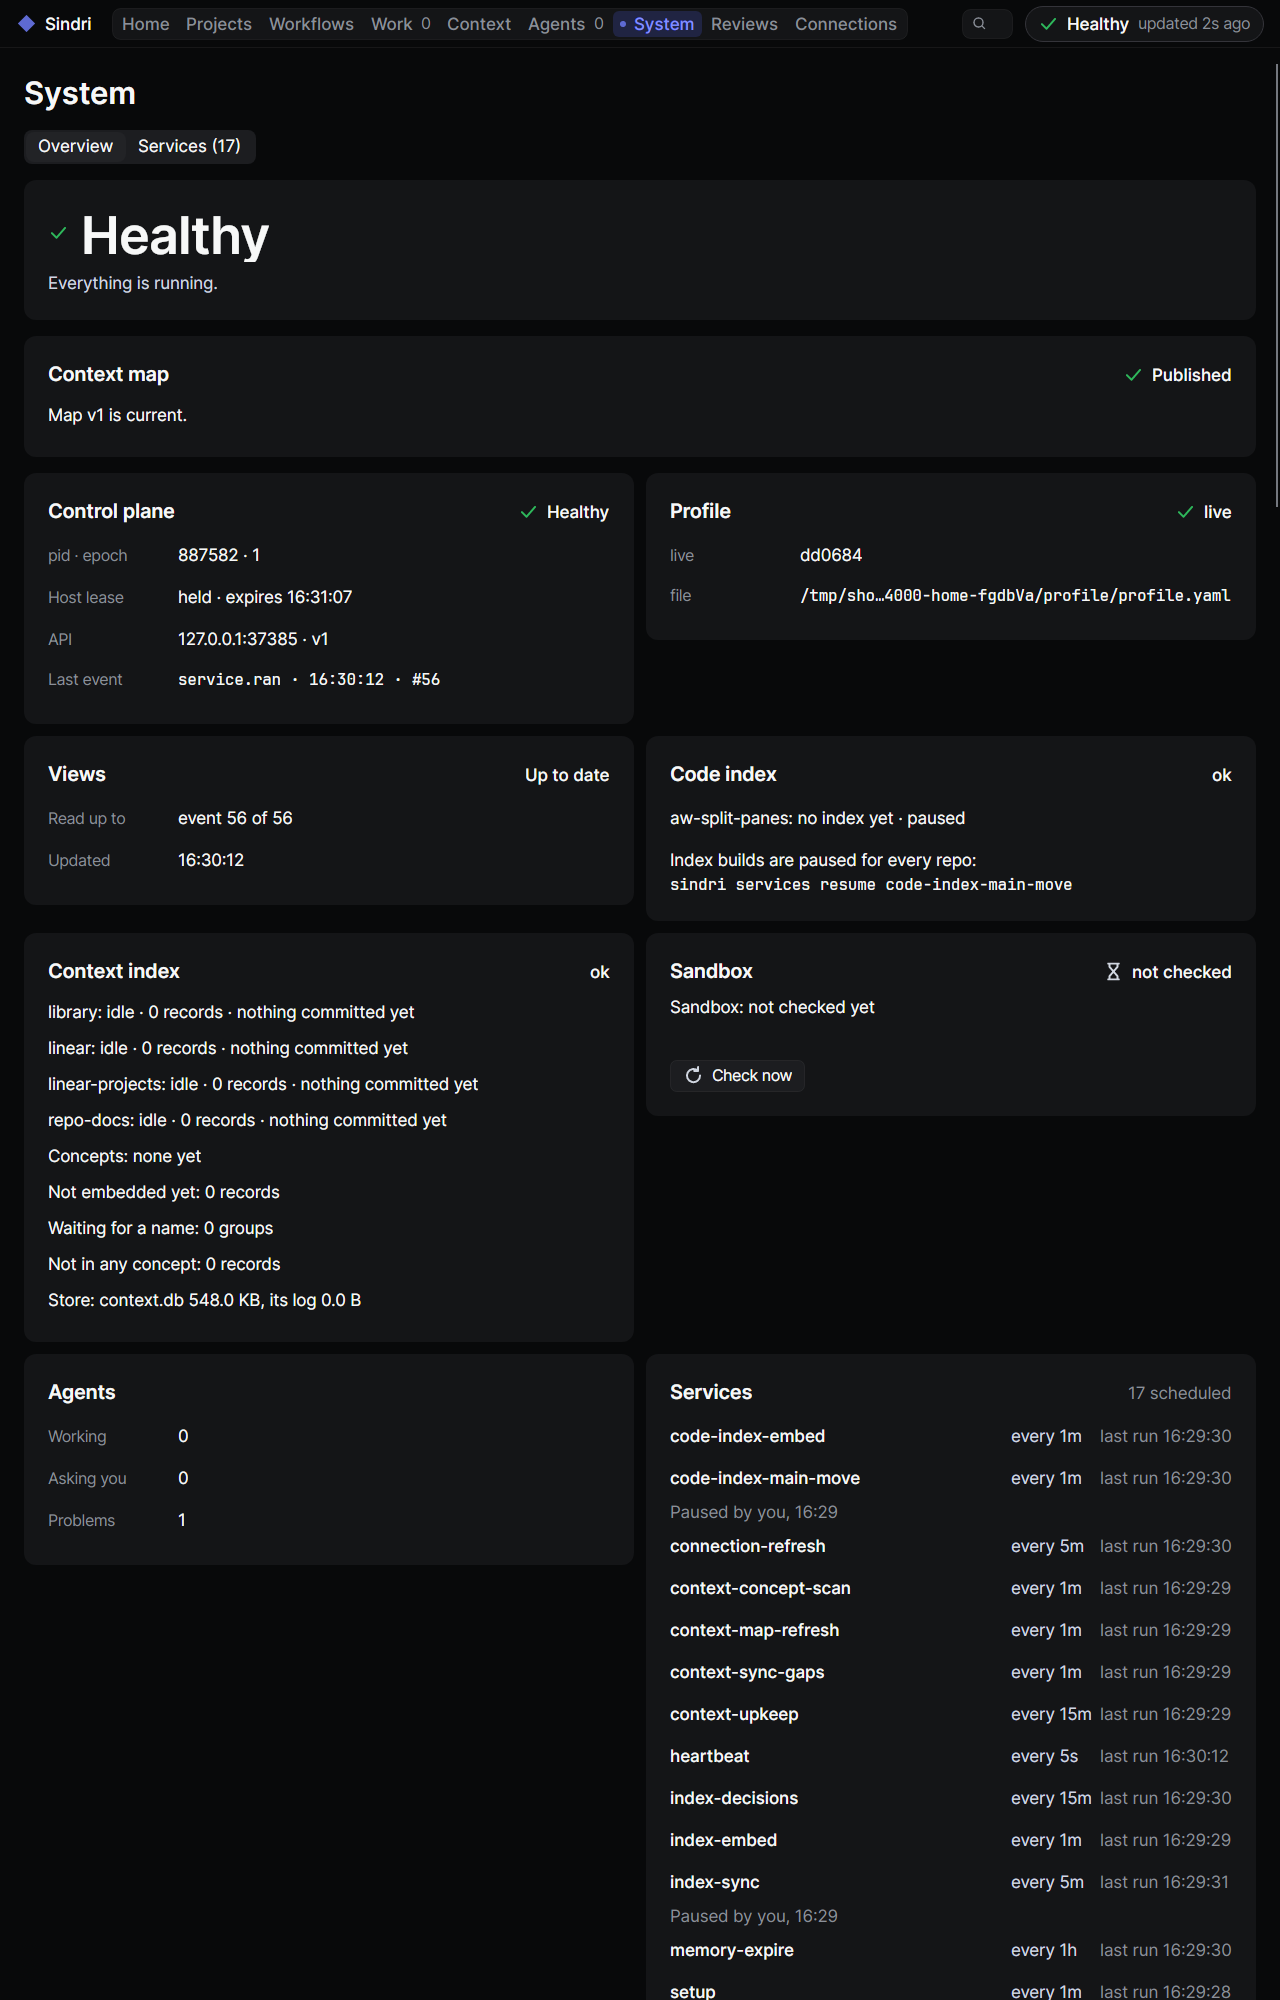 Sindri Home Projects Workflows Work 0 Context Agents 0 System Reviews Connections Healthy updated 2s ago
System
Overview Services (17)
Healthy
Everything is running.
Context map Published
Map v1 is current.
Control plane Healthy
pid · epoch 887582 · 1
Host lease held · expires 16:31:07
API 127.0.0.1:37385 · v1
Last event service.ran · 16:30:12 · #56
Profile live
live dd0684
file /tmp/sho…4000-home-fgdbVa/profile/profile.yaml
Views Up to date
Read up to event 56 of 56
Updated 16:30:12
Code index ok
aw-split-panes: no index yet · paused
Index builds are paused for every repo:
sindri services resume code-index-main-move
Context index ok
library: idle · 0 records · nothing committed yet
linear: idle · 0 records · nothing committed yet
linear-projects: idle · 0 records · nothing committed yet
repo-docs: idle · 0 records · nothing committed yet
Concepts: none yet
Not embedded yet: 0 records
Waiting for a name: 0 groups
Not in any concept: 0 records
Store: context.db 548.0 KB, its log 0.0 B
Sandbox not checked
Sandbox: not checked yet
Check now
Agents
Working 0
Asking you 0
Problems 1
Services 17 scheduled
code-index-embed every 1m last run 16:29:30
code-index-main-move every 1m last run 16:29:30
Paused by you, 16:29
connection-refresh every 5m last run 16:29:30
context-concept-scan every 1m last run 16:29:29
context-map-refresh every 1m last run 16:29:29
context-sync-gaps every 1m last run 16:29:29
context-upkeep every 15m last run 16:29:29
heartbeat every 5s last run 16:30:12
index-decisions every 15m last run 16:29:30
index-embed every 1m last run 16:29:29
index-sync every 5m last run 16:29:31
Paused by you, 16:29
memory-expire every 1h last run 16:29:30
setup every 1m last run 16:29:28